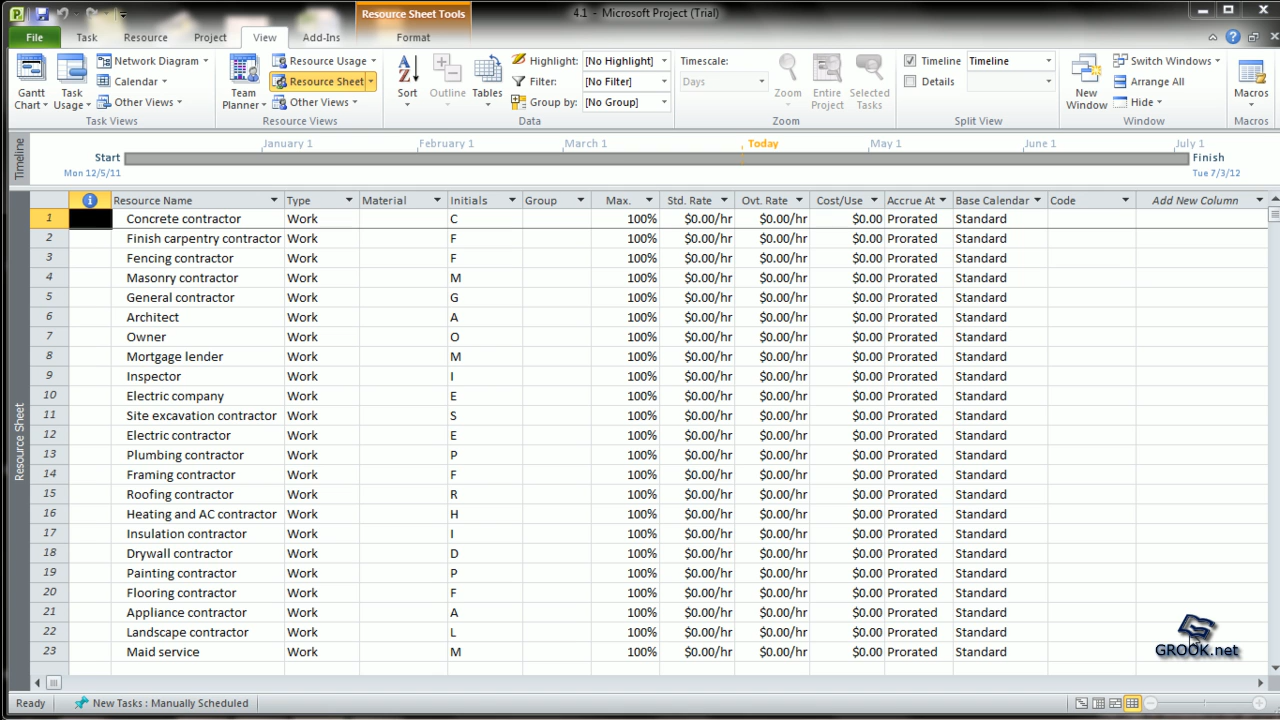 Resource Sheet Tools
4.1 - Microsoft Project (Trial)
File Task Resource Project View Add-Ins Format
Gantt Chart
Task Usage
Network Diagram
Calendar
Other Views
Task Views
Team Planner
Resource Usage
Resource Sheet
Other Views
Resource Views
Sort
Outline
Tables
Highlight: [No Highlight]
Filter: [No Filter]
Group by: [No Group]
Data
Timescale:
Days
Zoom
Entire Project
Selected Tasks
Zoom
Timeline Timeline
Details
Split View
New Window
Switch Windows
Arrange All
Hide
Window
Macros
Macros
Timeline
January 1 February 1 March 1 Today May 1 June 1 July 1
Start
Mon 12/5/11
Finish
Tue 7/3/12
Resource Sheet
Resource Name Type Material Initials Group Max. Std. Rate Ovt. Rate Cost/Use Accrue At Base Calendar Code Add New Column
1 Concrete contractor Work C 100% $0.00/hr $0.00/hr $0.00 Prorated Standard
2 Finish carpentry contractor Work F 100% $0.00/hr $0.00/hr $0.00 Prorated Standard
3 Fencing contractor Work F 100% $0.00/hr $0.00/hr $0.00 Prorated Standard
4 Masonry contractor Work M 100% $0.00/hr $0.00/hr $0.00 Prorated Standard
5 General contractor Work G 100% $0.00/hr $0.00/hr $0.00 Prorated Standard
6 Architect Work A 100% $0.00/hr $0.00/hr $0.00 Prorated Standard
7 Owner Work O 100% $0.00/hr $0.00/hr $0.00 Prorated Standard
8 Mortgage lender Work M 100% $0.00/hr $0.00/hr $0.00 Prorated Standard
9 Inspector Work I 100% $0.00/hr $0.00/hr $0.00 Prorated Standard
10 Electric company Work E 100% $0.00/hr $0.00/hr $0.00 Prorated Standard
11 Site excavation contractor Work S 100% $0.00/hr $0.00/hr $0.00 Prorated Standard
12 Electric contractor Work E 100% $0.00/hr $0.00/hr $0.00 Prorated Standard
13 Plumbing contractor Work P 100% $0.00/hr $0.00/hr $0.00 Prorated Standard
14 Framing contractor Work F 100% $0.00/hr $0.00/hr $0.00 Prorated Standard
15 Roofing contractor Work R 100% $0.00/hr $0.00/hr $0.00 Prorated Standard
16 Heating and AC contractor Work H 100% $0.00/hr $0.00/hr $0.00 Prorated Standard
17 Insulation contractor Work I 100% $0.00/hr $0.00/hr $0.00 Prorated Standard
18 Drywall contractor Work D 100% $0.00/hr $0.00/hr $0.00 Prorated Standard
19 Painting contractor Work P 100% $0.00/hr $0.00/hr $0.00 Prorated Standard
20 Flooring contractor Work F 100% $0.00/hr $0.00/hr $0.00 Prorated Standard
21 Appliance contractor Work A 100% $0.00/hr $0.00/hr $0.00 Prorated Standard
22 Landscape contractor Work L 100% $0.00/hr $0.00/hr $0.00 Prorated Standard
23 Maid service Work M 100% $0.00/hr $0.00/hr $0.00 Prorated Standard
GROOK.net
Ready New Tasks : Manually Scheduled